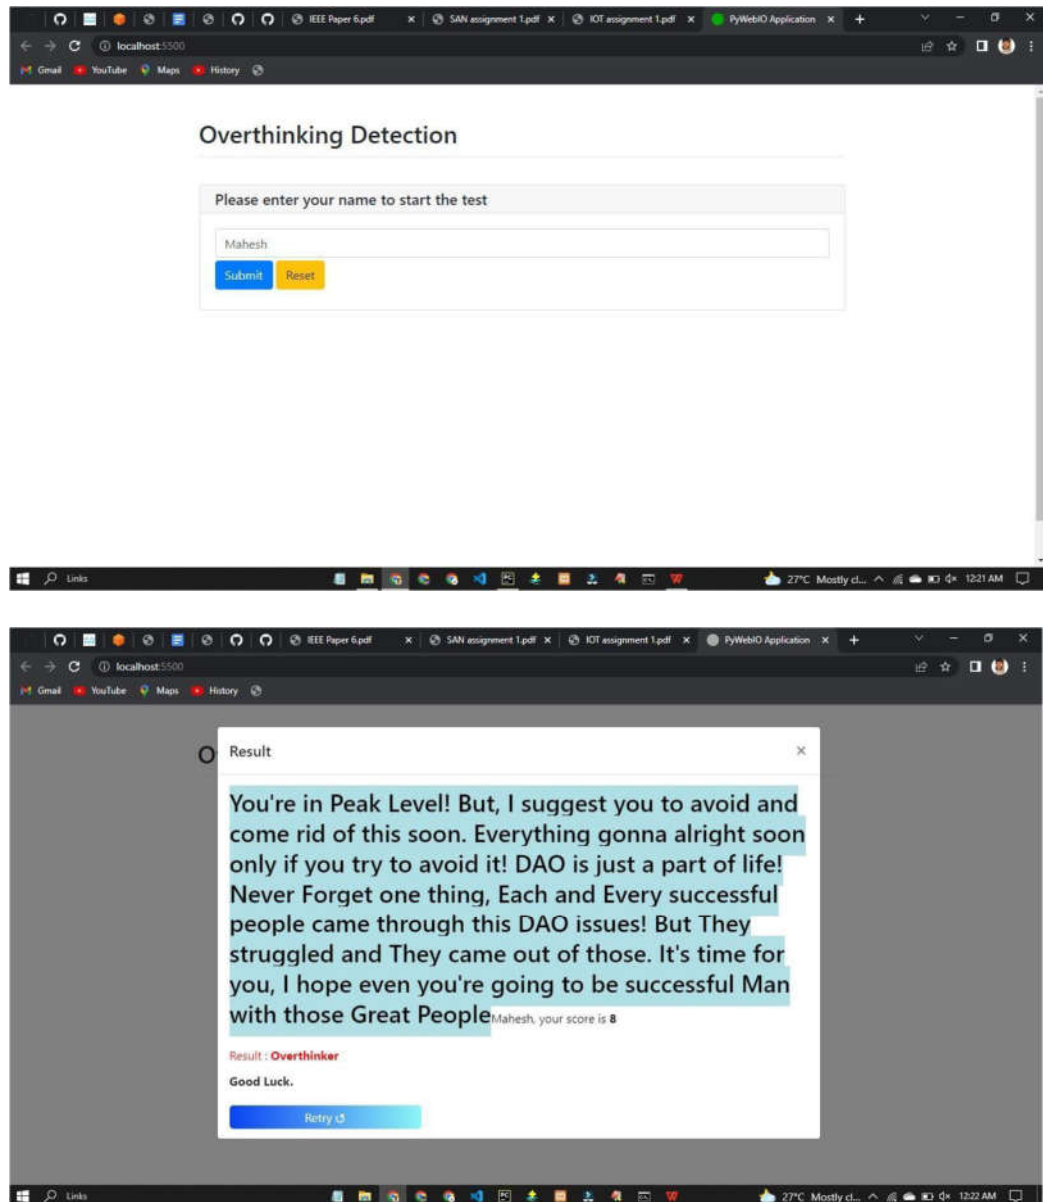 IEEE Paper 6.pdf
SAN assignment 1.pdf
IOT assignment 1.pdf
PyWebIO Application
localhost:5500
Gmail
YouTube
Maps
History
Overthinking Detection
Please enter your name to start the test
Mahesh
Submit
Reset
Links
27°C Mostly cl...
12:21 AM
IEEE Paper 6.pdf
SAN assignment 1.pdf
IOT assignment 1.pdf
PyWebIO Application
localhost:5500
Gmail
YouTube
Maps
History
O
Result
You're in Peak Level! But, I suggest you to avoid and
come rid of this soon. Everything gonna alright soon
only if you try to avoid it! DAO is just a part of life!
Never Forget one thing, Each and Every successful
people came through this DAO issues! But They
struggled and They came out of those. It's time for
you, I hope even you're going to be successful Man
with those Great People Mahesh, your score is 8
Result : Overthinker
Good Luck.
Retry
Links
27°C Mostly cl...
12:22 AM